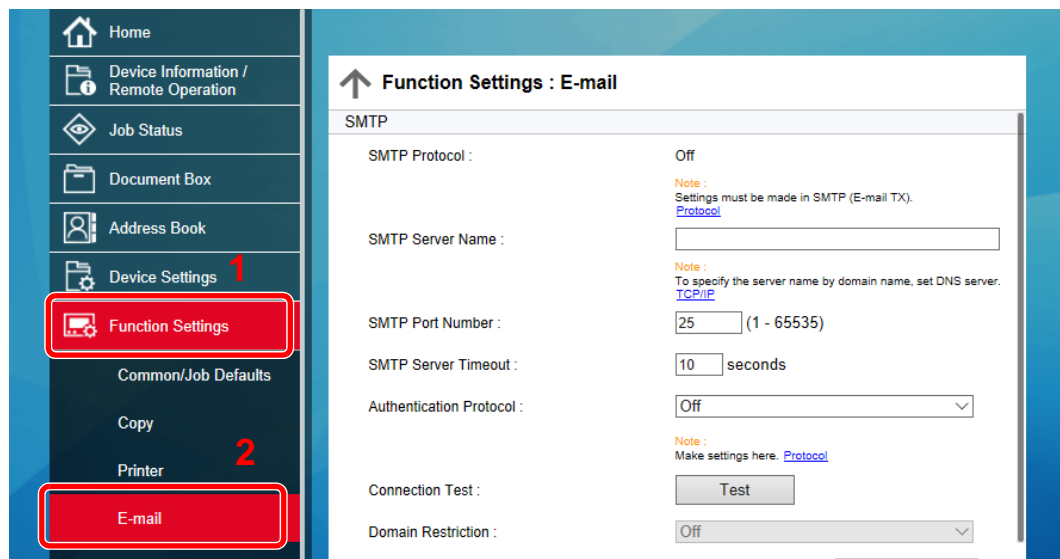 Home
Device Information /
Remote Operation
Job Status
Document Box
Address Book
1
Device Settings
Function Settings
Common/Job Defaults
Copy
2
Printer
E-mail
Function Settings : E-mail
SMTP
SMTP Protocol :
Off
Note :
Settings must be made in SMTP (E-mail TX).
Protocol
SMTP Server Name :
Note :
To specify the server name by domain name, set DNS server.
TCP/IP
SMTP Port Number :
25 (1 - 65535)
SMTP Server Timeout :
10 seconds
Authentication Protocol :
Off
Note :
Make settings here. Protocol
Connection Test :
Test
Domain Restriction :
Off